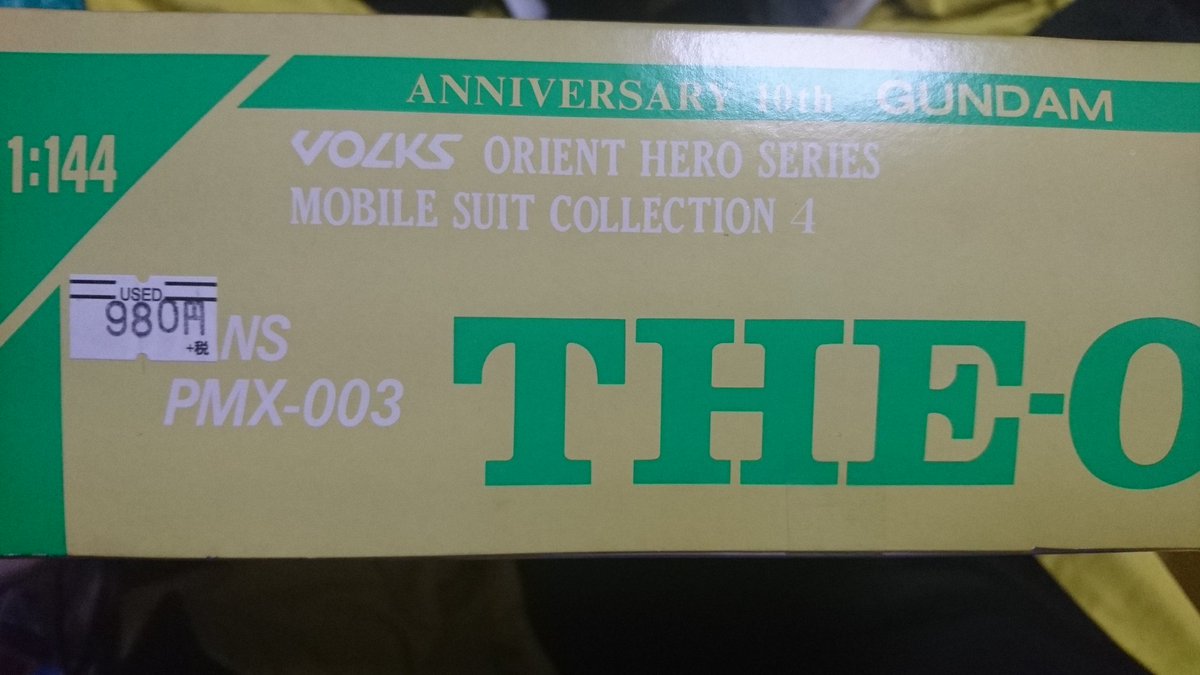 ANNIVERSARY 10th GUNDAM
1:144
VOLKS ORIENT HERO SERIES
MOBILE SUIT COLLECTION 4
USED
980円
+税
NS
PMX-003
THE-O